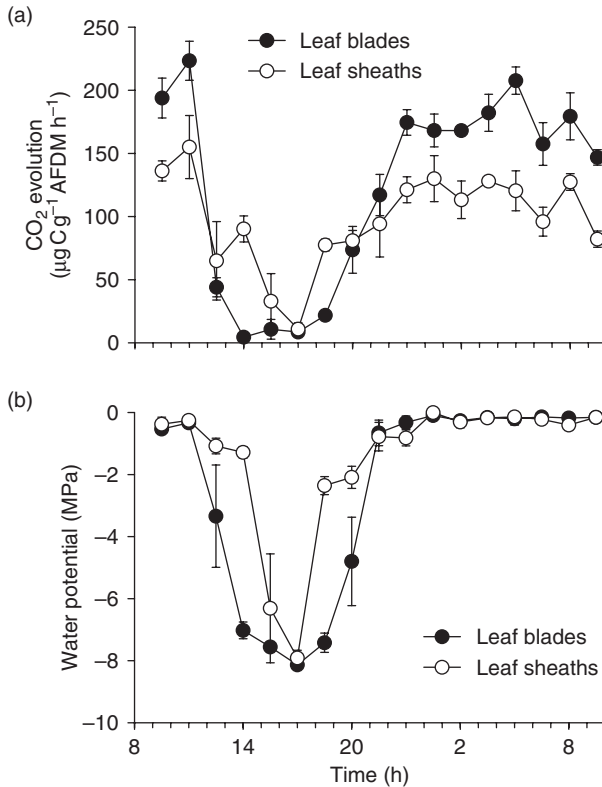 (a)
250
200
150
100
50
0
CO₂ evolution
(µg C g⁻¹ AFDM h⁻¹)
Leaf blades
Leaf sheaths
(b)
0
−2
−4
−6
−8
−10
Water potential (MPa)
Leaf blades
Leaf sheaths
8 14 20 2 8
Time (h)